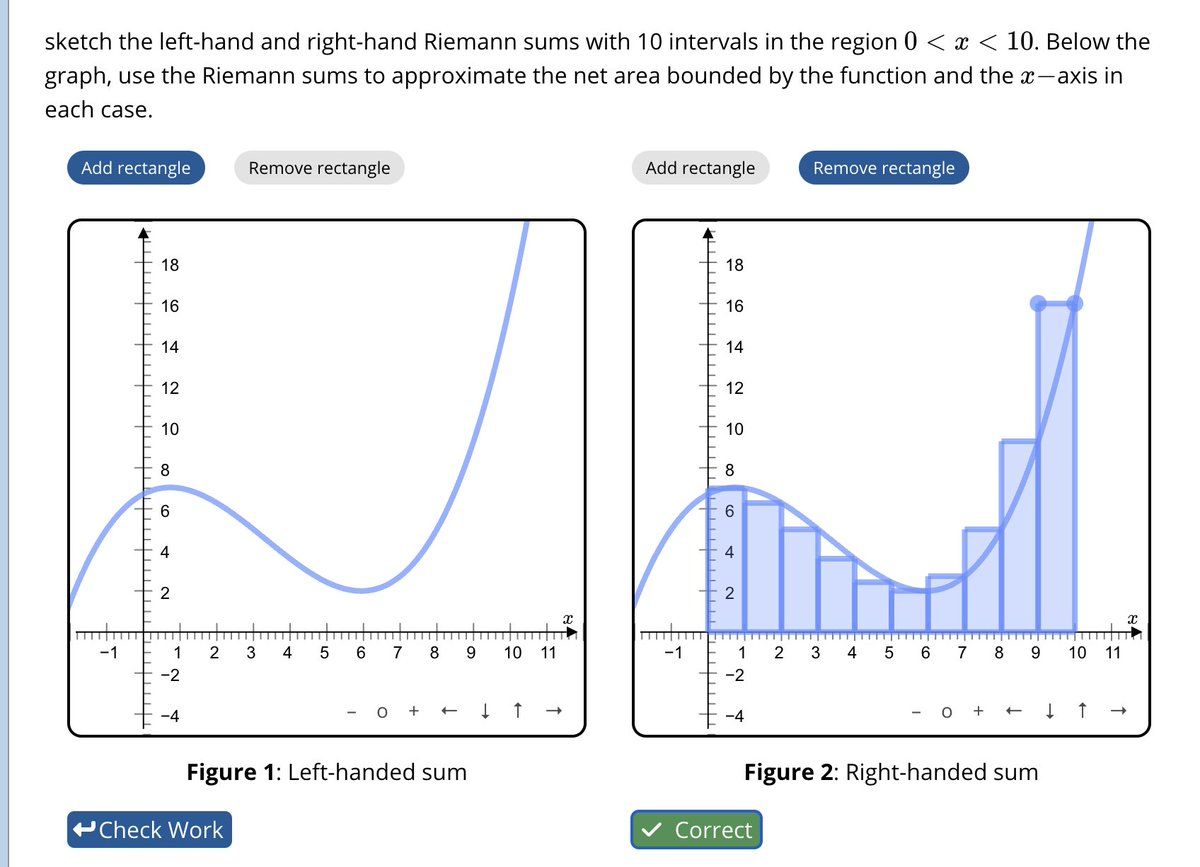 sketch the left-hand and right-hand Riemann sums with 10 intervals in the region 0 < x < 10. Below the
graph, use the Riemann sums to approximate the net area bounded by the function and the x−axis in
each case.
Add rectangle
Remove rectangle
Add rectangle
Remove rectangle
18
16
14
12
10
8
6
4
2
x
−1 1 2 3 4 5 6 7 8 9 10 11
−2
−4
− o + ← ↓ ↑ →
18
16
14
12
10
8
6
4
2
x
−1 1 2 3 4 5 6 7 8 9 10 11
−2
−4
− o + ← ↓ ↑ →
Figure 1: Left-handed sum
Figure 2: Right-handed sum
↵Check Work
✓ Correct